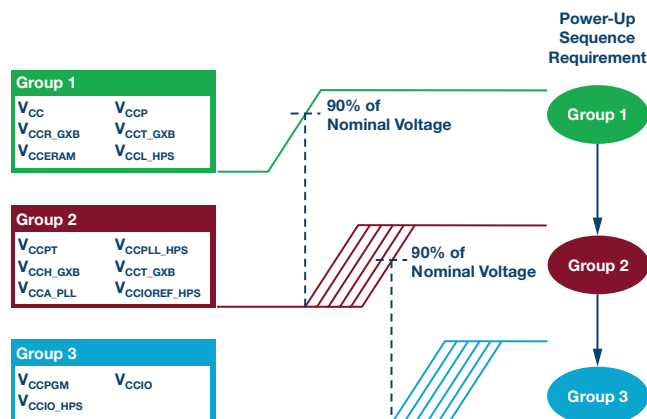 Power-Up
Sequence
Requirement
Group 1
VCC VCCP
VCCR_GXB VCCT_GXB
VCCERAM VCCL_HPS
90% of
Nominal Voltage
Group 1
Group 2
VCCPT VCCPLL_HPS
VCCH_GXB VCCT_GXB
VCCA_PLL VCCIOREF_HPS
90% of
Nominal Voltage
Group 2
Group 3
VCCPGM VCCIO
VCCIO_HPS
Group 3